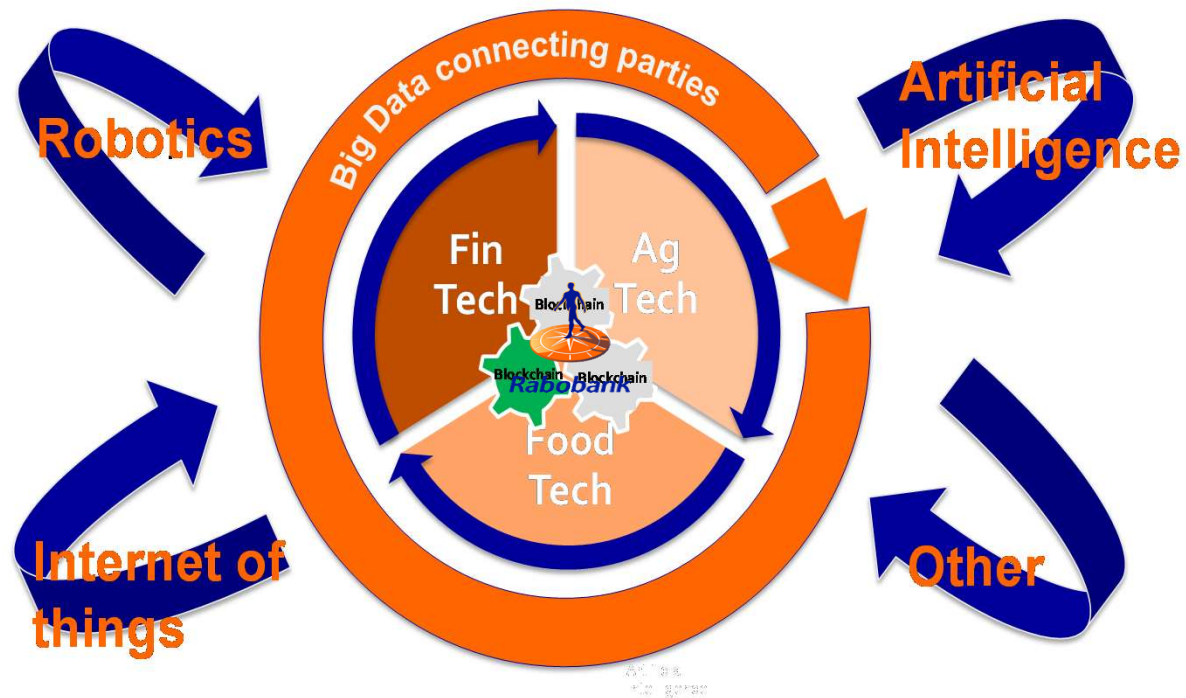 Big Data connecting parties
Robotics
Artificial
Intelligence
Fin
Tech
Ag
Tech
Blockchain
Blockchain
Blockchain
Rabobank
Food
Tech
Internet of
things
Other